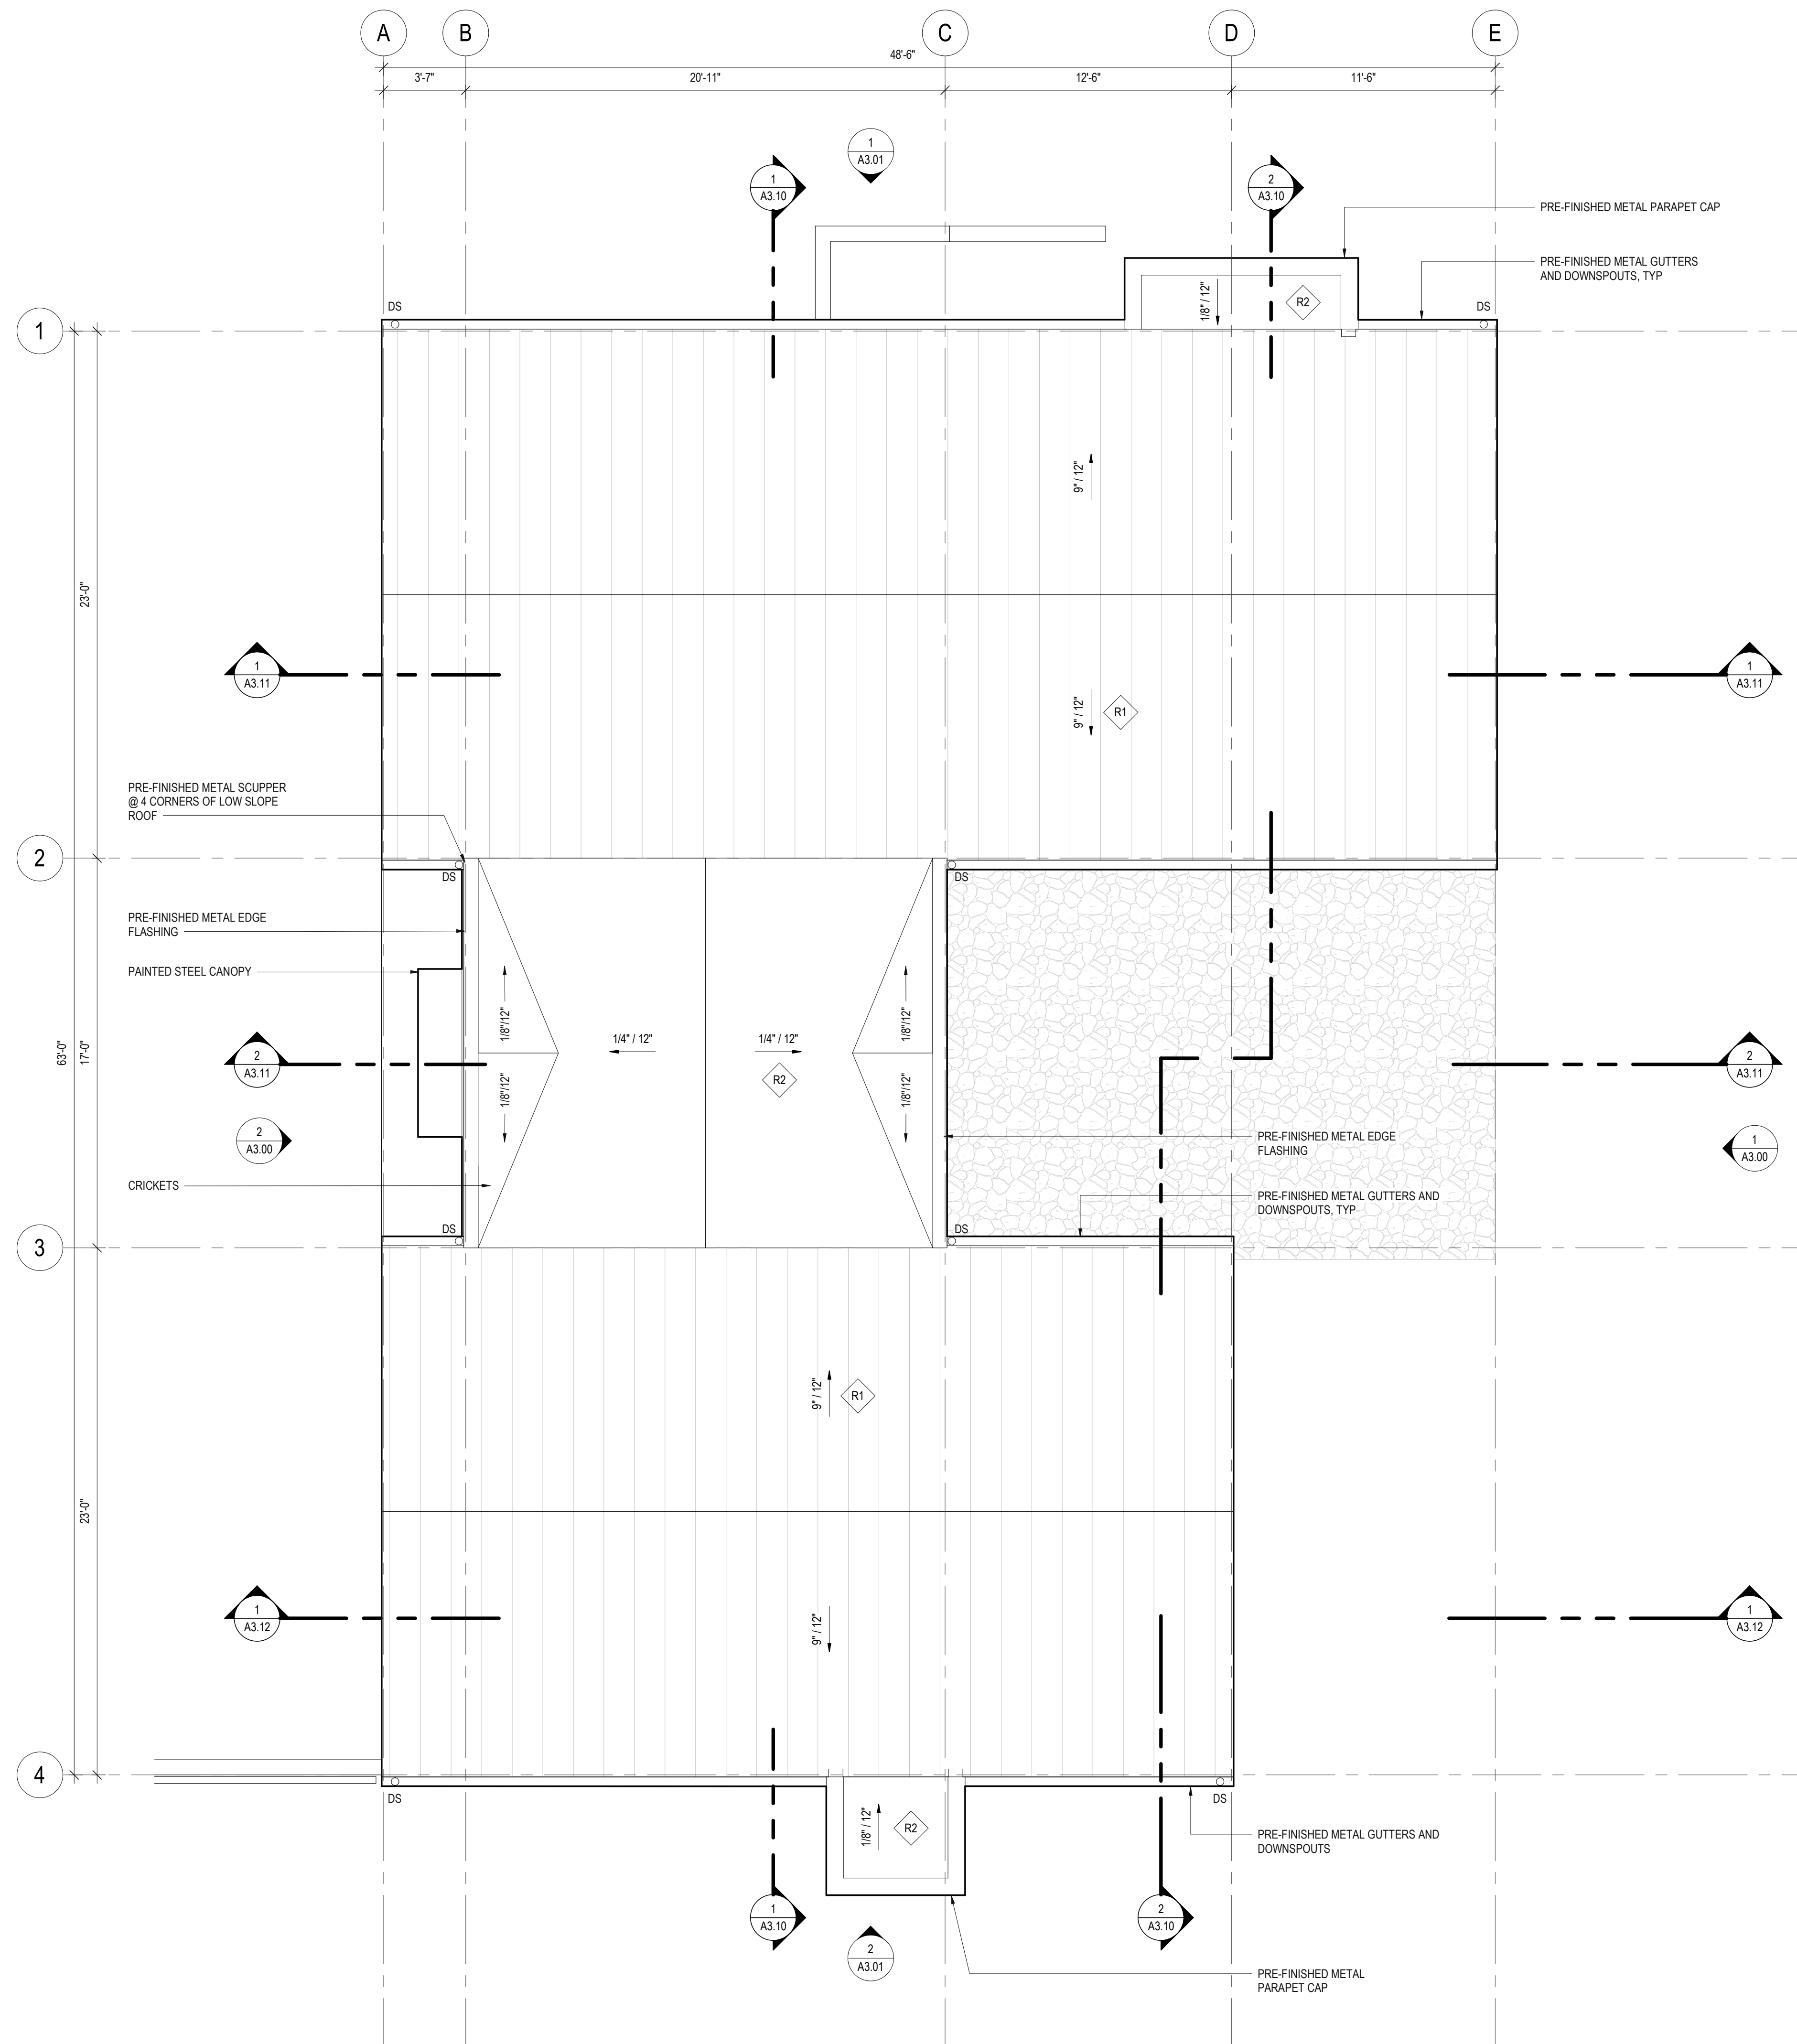 A
B
C
D
E
48'-6"
3'-7"
20'-11"
12'-6"
11'-6"
1
A3.01
1
A3.10
2
A3.10
PRE-FINISHED METAL PARAPET CAP
PRE-FINISHED METAL GUTTERS
AND DOWNSPOUTS, TYP
DS
1/8" / 12"
R2
DS
1
9" / 12"
23'-0"
1
A3.11
1
A3.11
9" / 12"
R1
PRE-FINISHED METAL SCUPPER
@ 4 CORNERS OF LOW SLOPE
ROOF
2
DS
DS
PRE-FINISHED METAL EDGE
FLASHING
PAINTED STEEL CANOPY
1/8"/12"
1/8"/12"
63'-0"
17'-0"
1/4" / 12"
1/4" / 12"
R2
2
A3.11
2
A3.11
1/8"/12"
1/8"/12"
2
A3.00
1
A3.00
PRE-FINISHED METAL EDGE
FLASHING
CRICKETS
PRE-FINISHED METAL GUTTERS AND
DOWNSPOUTS, TYP
DS
DS
3
9" / 12"
R1
23'-0"
1
A3.12
9" / 12"
1
A3.12
4
DS
DS
1/8" / 12"
R2
PRE-FINISHED METAL GUTTERS AND
DOWNSPOUTS
1
A3.10
2
A3.10
2
A3.01
PRE-FINISHED METAL
PARAPET CAP